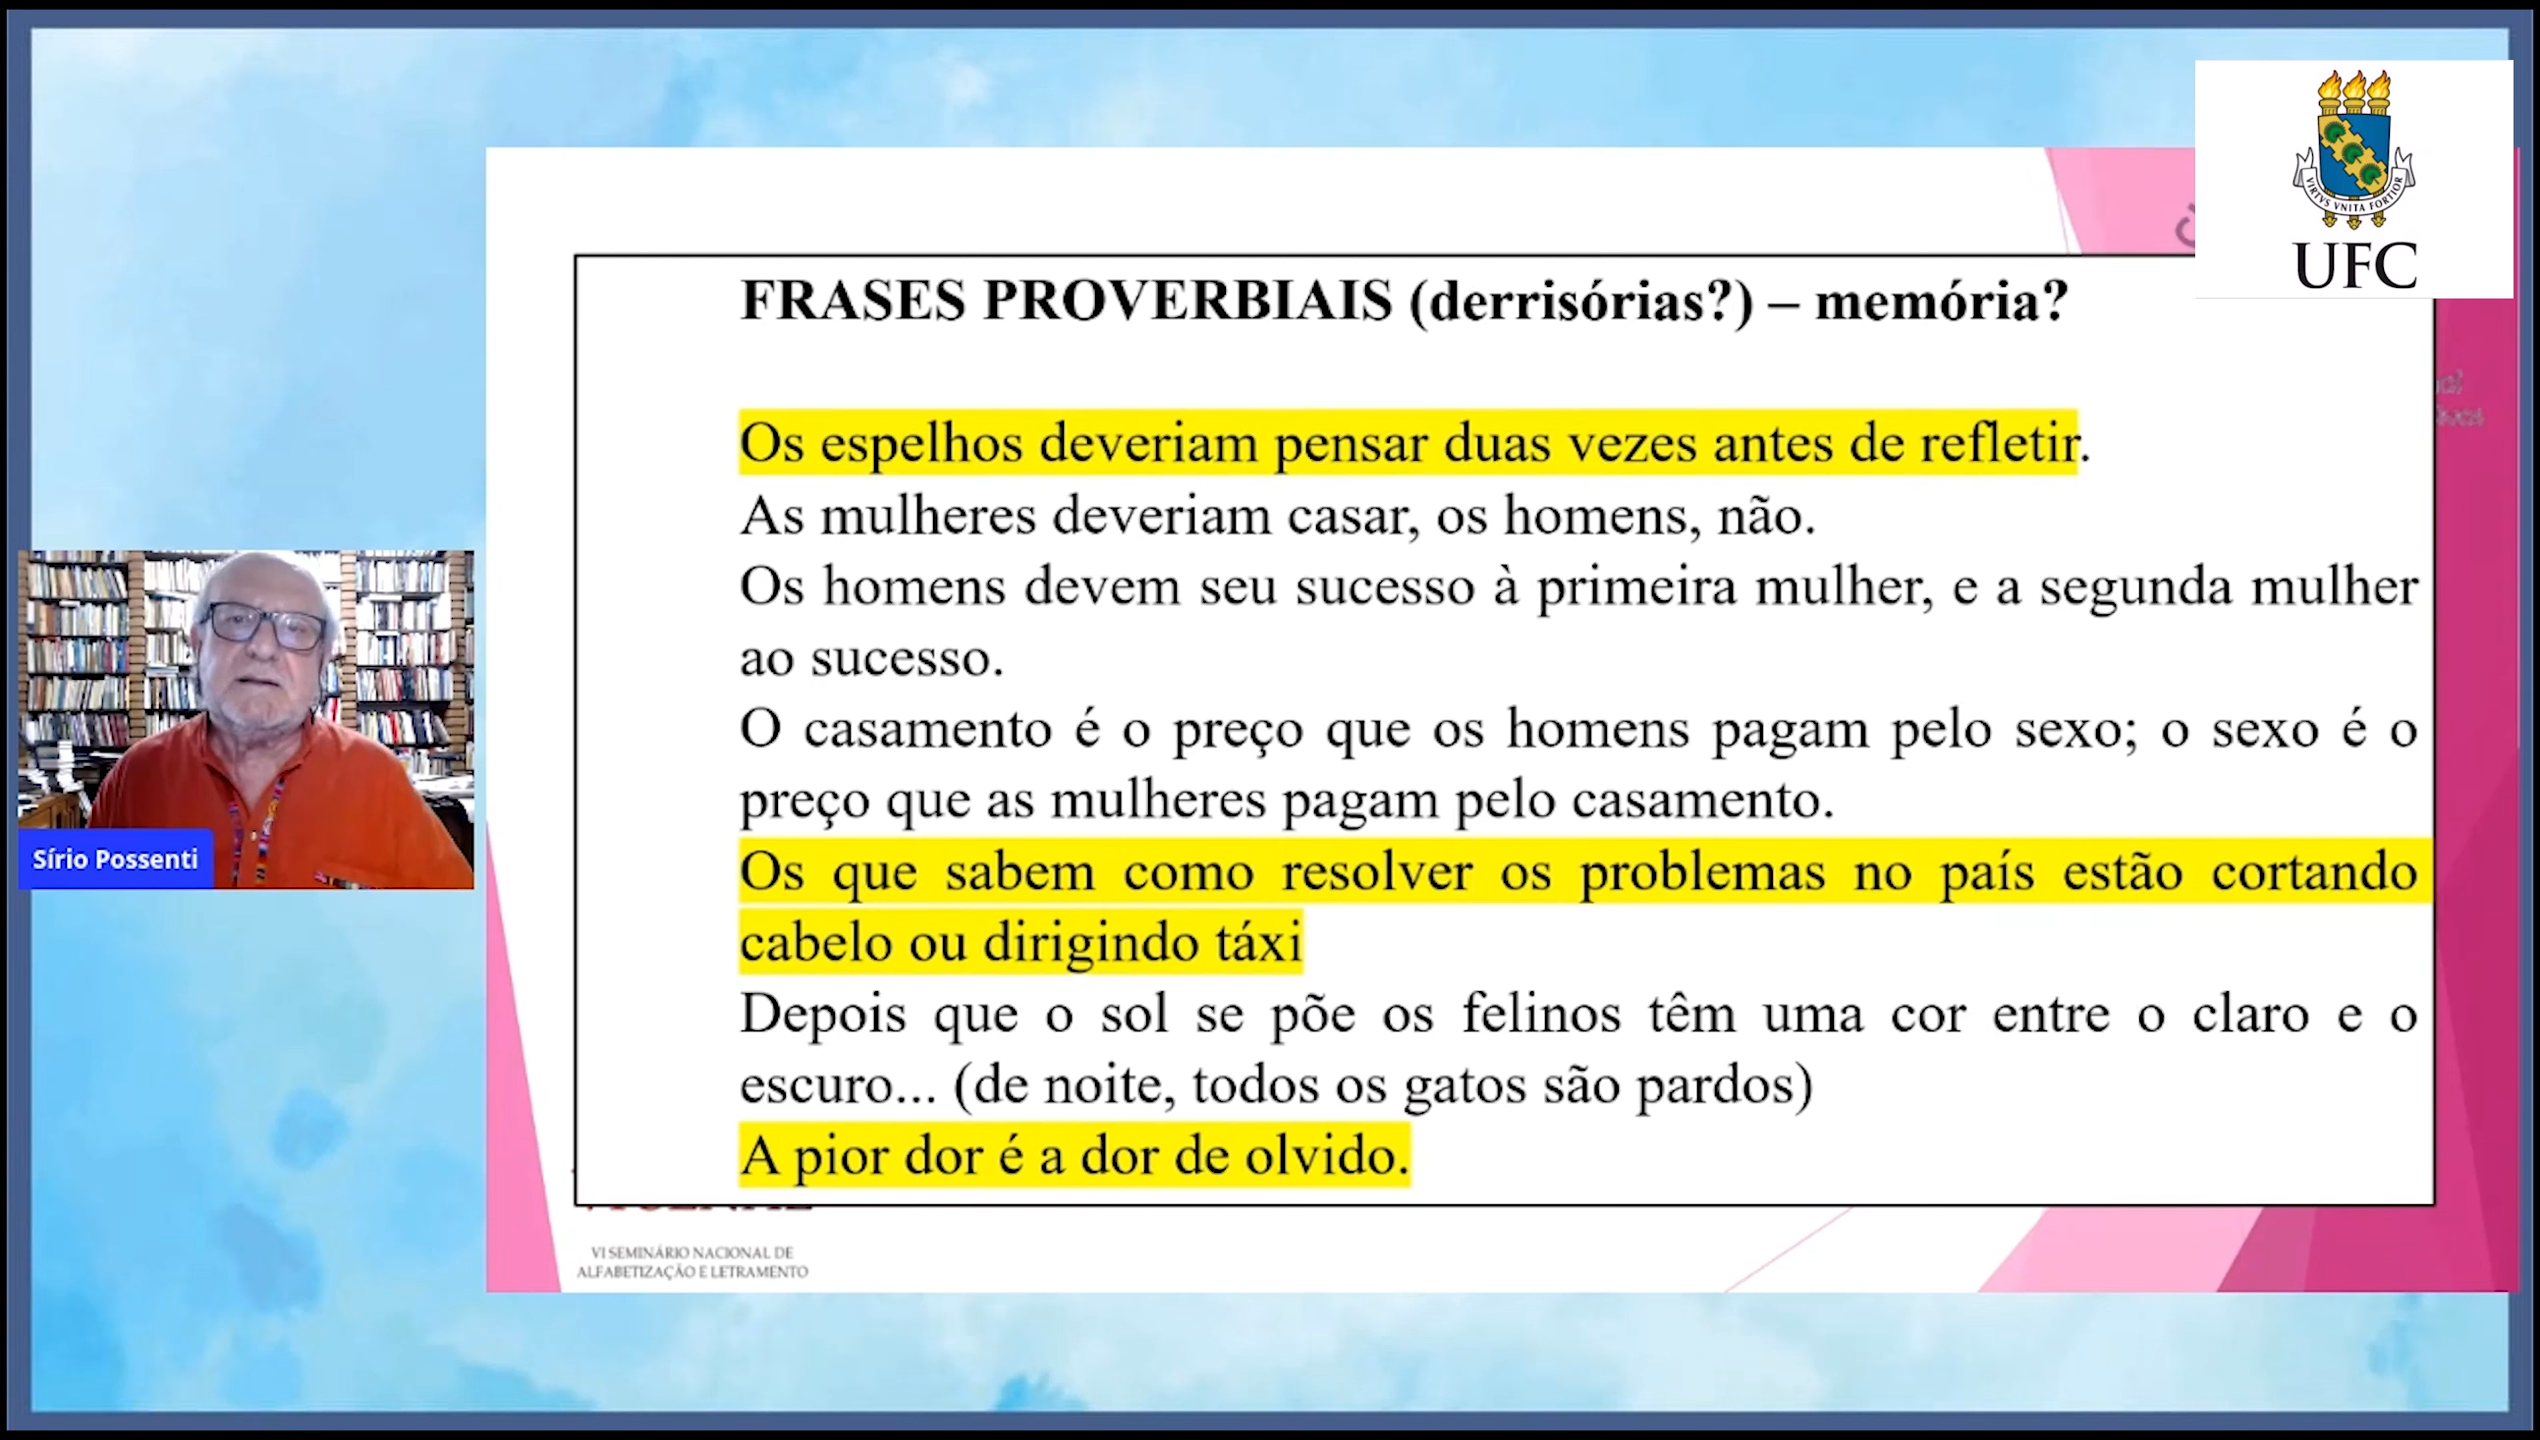 VIRTVS VNITA FORTIOR
UFC
FRASES PROVERBIAIS (derrisórias?) – memória?
Os espelhos deveriam pensar duas vezes antes de refletir.
As mulheres deveriam casar, os homens, não.
Os homens devem seu sucesso à primeira mulher, e a segunda mulher
ao sucesso.
O casamento é o preço que os homens pagam pelo sexo; o sexo é o
preço que as mulheres pagam pelo casamento.
Os que sabem como resolver os problemas no país estão cortando
cabelo ou dirigindo táxi
Depois que o sol se põe os felinos têm uma cor entre o claro e o
escuro... (de noite, todos os gatos são pardos)
A pior dor é a dor de olvido.
Sírio Possenti
VI SEMINÁRIO NACIONAL DE
ALFABETIZAÇÃO E LETRAMENTO